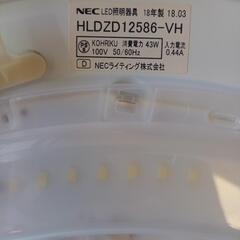 NEC LED照明器具 18年製 18.03
HLDZD12586-VH
KOHRIKU 消費電力 43W 入力電流
100V 50/60Hz 0.44A
D NECライティング株式会社